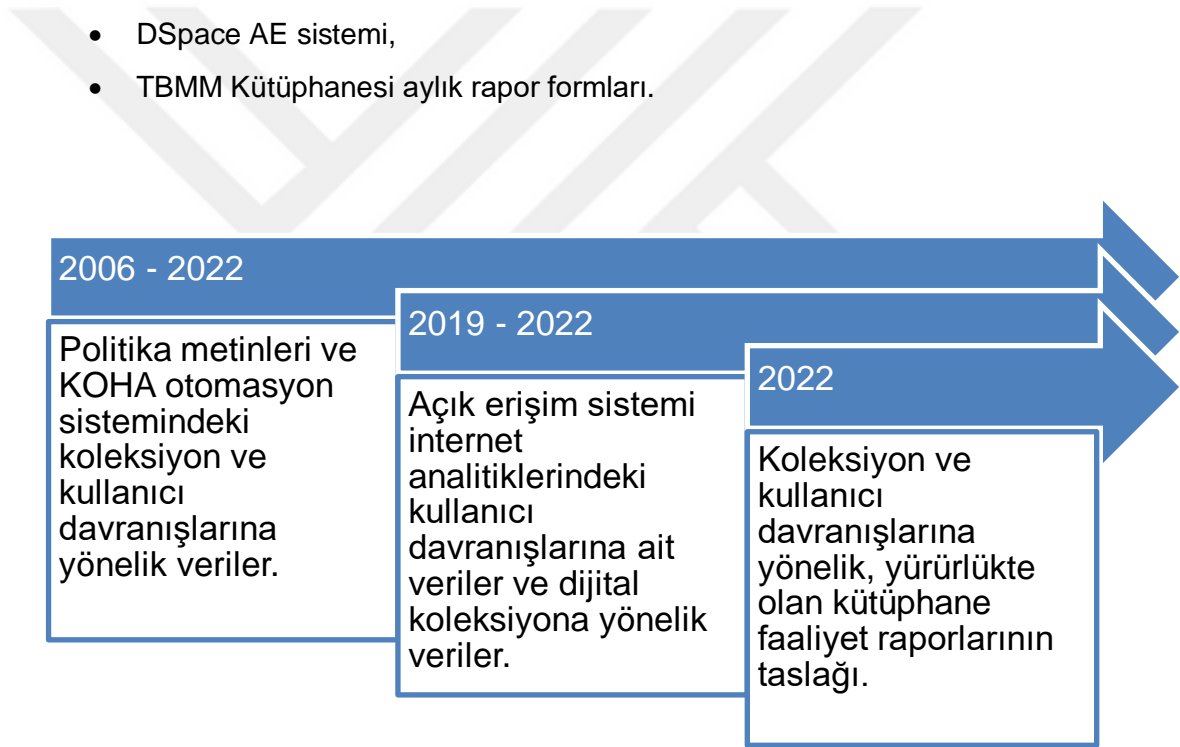 • DSpace AE sistemi,
• TBMM Kütüphanesi aylık rapor formları.
2006 - 2022
Politika metinleri ve
KOHA otomasyon
sistemindeki
koleksiyon ve
kullanıcı
davranışlarına
yönelik veriler.
2019 - 2022
Açık erişim sistemi
internet
analitiklerindeki
kullanıcı
davranışlarına ait
veriler ve dijital
koleksiyona yönelik
veriler.
2022
Koleksiyon ve
kullanıcı
davranışlarına
yönelik, yürürlükte
olan kütüphane
faaliyet raporlarının
taslağı.